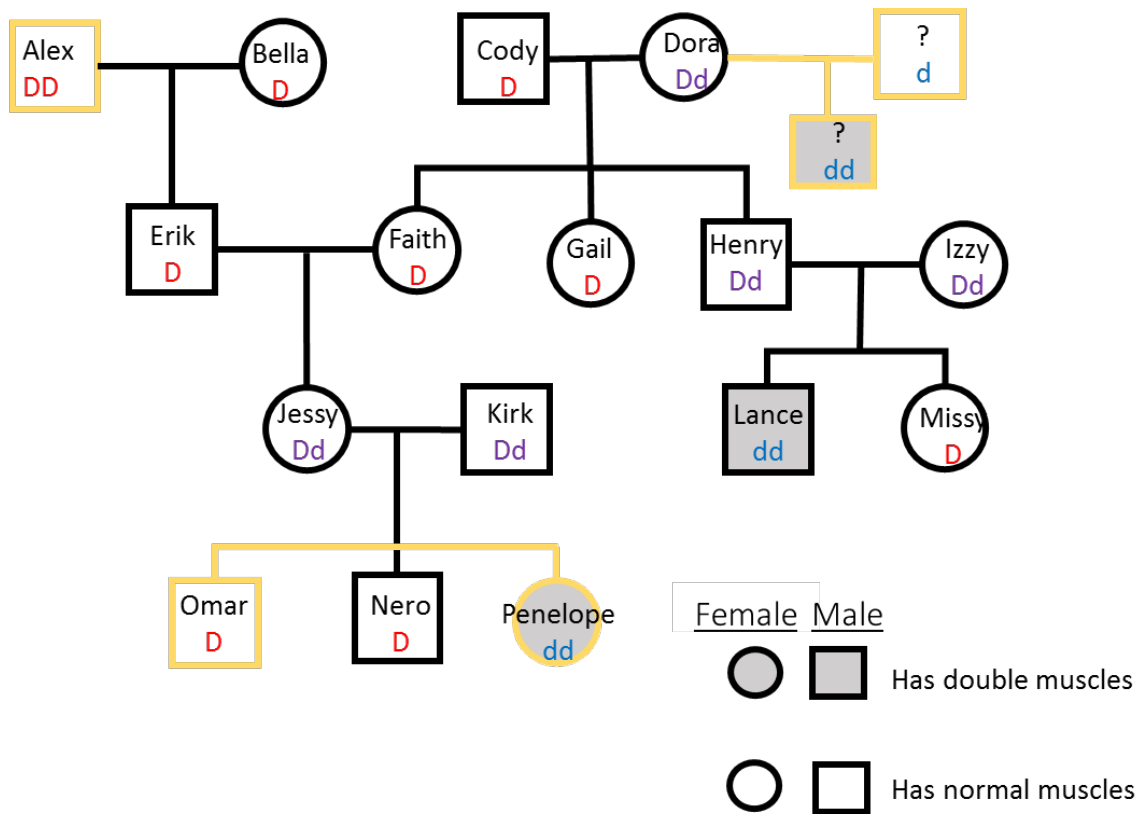 Alex
DD
Bella
D
Cody
D
Dora
Dd
?
d
?
dd
Erik
D
Faith
D
Gail
D
Henry
Dd
Izzy
Dd
Jessy
Dd
Kirk
Dd
Lance
dd
Missy
D
Omar
D
Nero
D
Penelope
dd
Female Male
Has double muscles
Has normal muscles